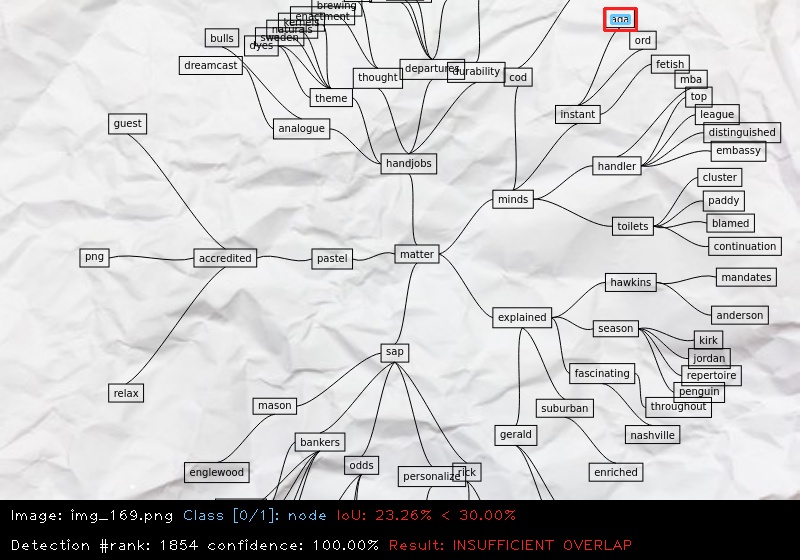 brewing
enactment
kernels
naturals
sweden
dyes
bulls
dreamcast
theme
thought
departures
durability
cod
analogue
handjobs
guest
png
accredited
pastel
matter
relax
aga
ord
fetish
mba
top
instant
league
distinguished
embassy
handler
cluster
minds
paddy
toilets
blamed
continuation
hawkins
mandates
explained
season
anderson
kirk
jordan
repertoire
penguin
throughout
fascinating
suburban
nashville
gerald
enriched
sap
mason
bankers
englewood
odds
personalize
rick
Image: img_169.png Class [0/1]: node IoU: 23.26% < 30.00%
Detection #rank: 1854 confidence: 100.00% Result: INSUFFICIENT OVERLAP